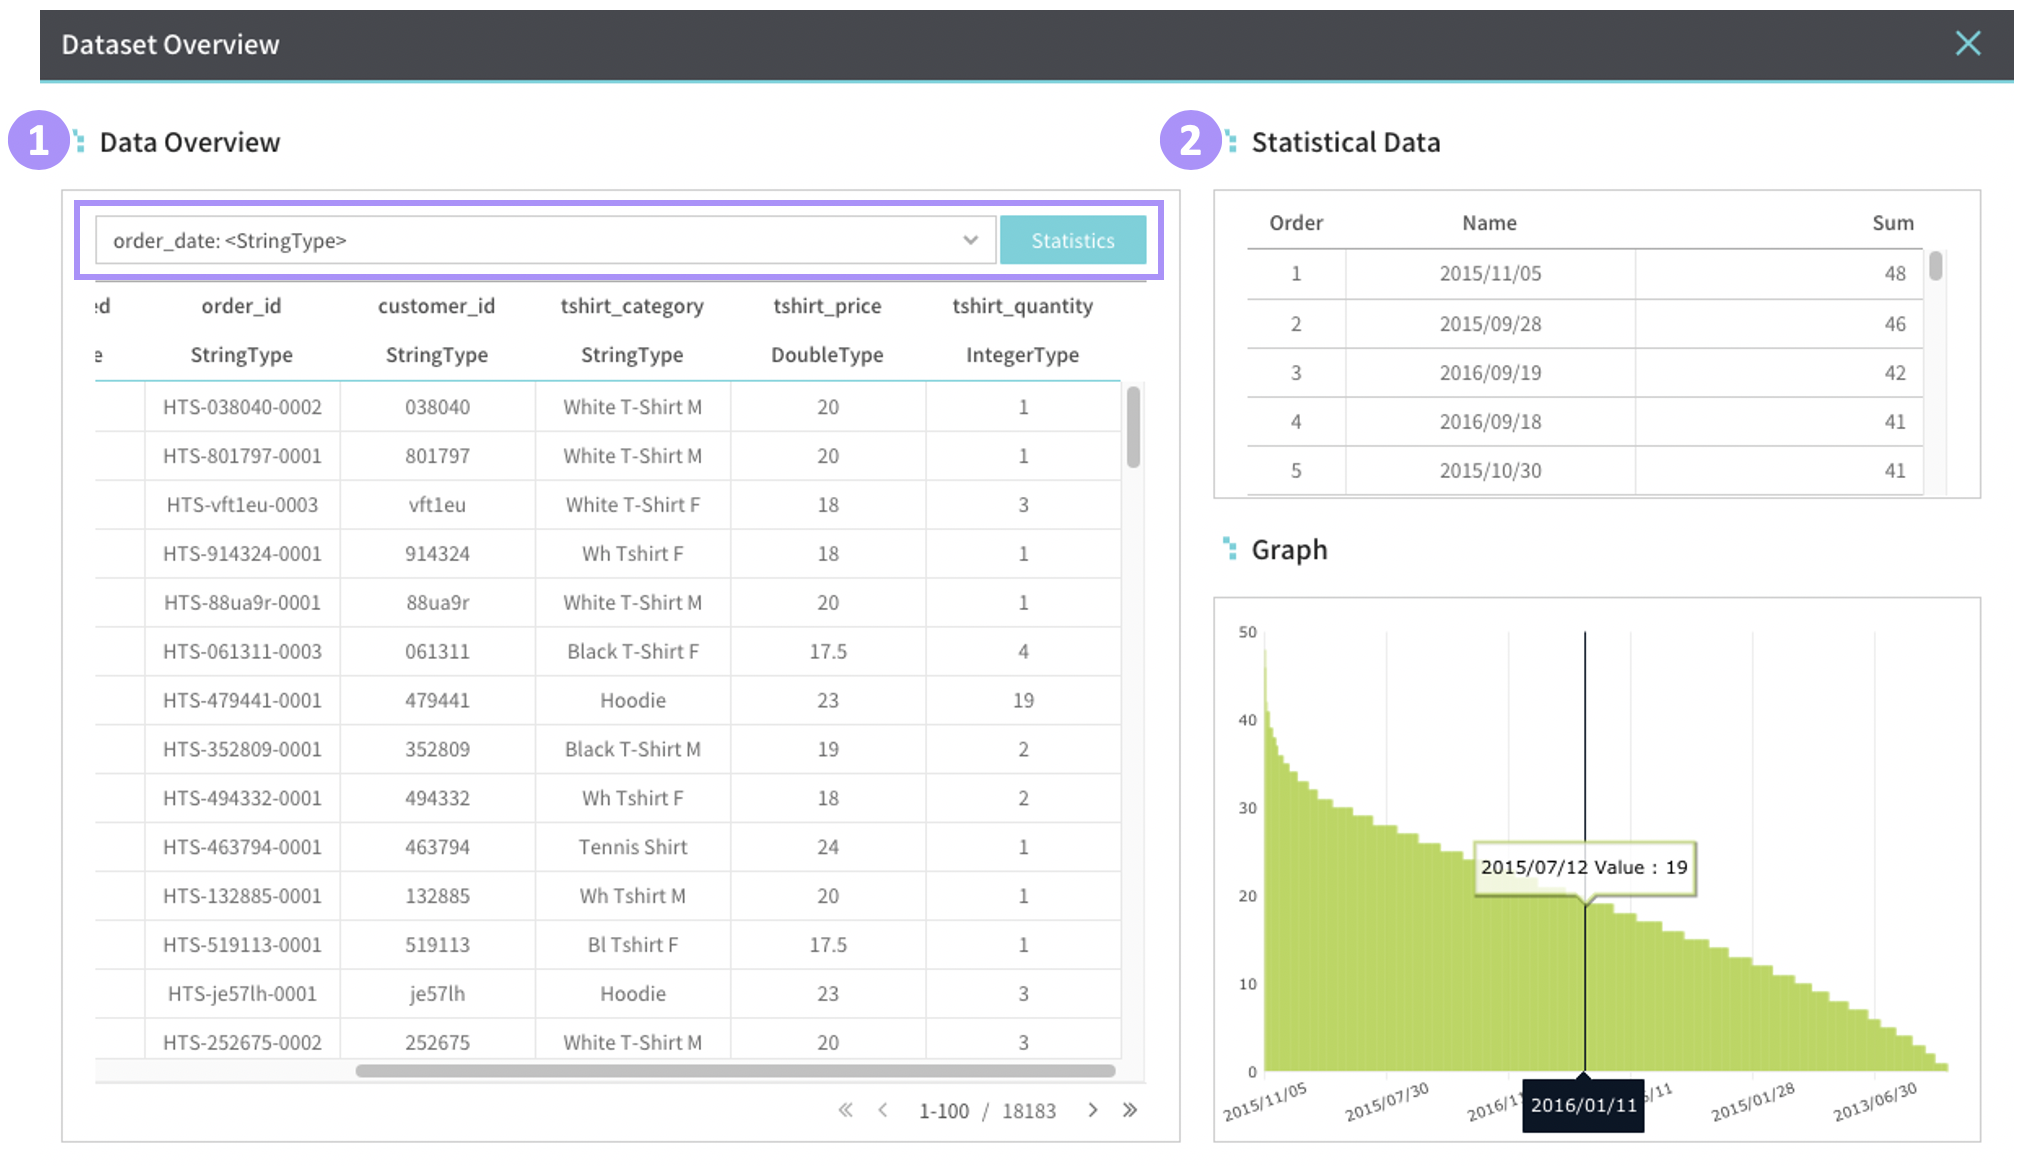 Dataset Overview
1
Data Overview
order_date: <StringType>
Statistics
ed order_id customer_id tshirt_category tshirt_price tshirt_quantity
e StringType StringType StringType DoubleType IntegerType
HTS-038040-0002 038040 White T-Shirt M 20 1
HTS-801797-0001 801797 White T-Shirt M 20 1
HTS-vft1eu-0003 vft1eu White T-Shirt F 18 3
HTS-914324-0001 914324 Wh Tshirt F 18 1
HTS-88ua9r-0001 88ua9r White T-Shirt M 20 1
HTS-061311-0003 061311 Black T-Shirt F 17.5 4
HTS-479441-0001 479441 Hoodie 23 19
HTS-352809-0001 352809 Black T-Shirt M 19 2
HTS-494332-0001 494332 Wh Tshirt F 18 2
HTS-463794-0001 463794 Tennis Shirt 24 1
HTS-132885-0001 132885 Wh Tshirt M 20 1
HTS-519113-0001 519113 Bl Tshirt F 17.5 1
HTS-je57lh-0001 je57lh Hoodie 23 3
HTS-252675-0002 252675 White T-Shirt M 20 3
« < 1-100 / 18183 > »
2
Statistical Data
Order Name Sum
1 2015/11/05 48
2 2015/09/28 46
3 2016/09/19 42
4 2016/09/18 41
5 2015/10/30 41
Graph
50
40
30
20
10
0
2015/07/12 Value : 19
2015/11/05 2015/07/30 2016/1 2016/01/11 5/11 2015/01/28 2013/06/30